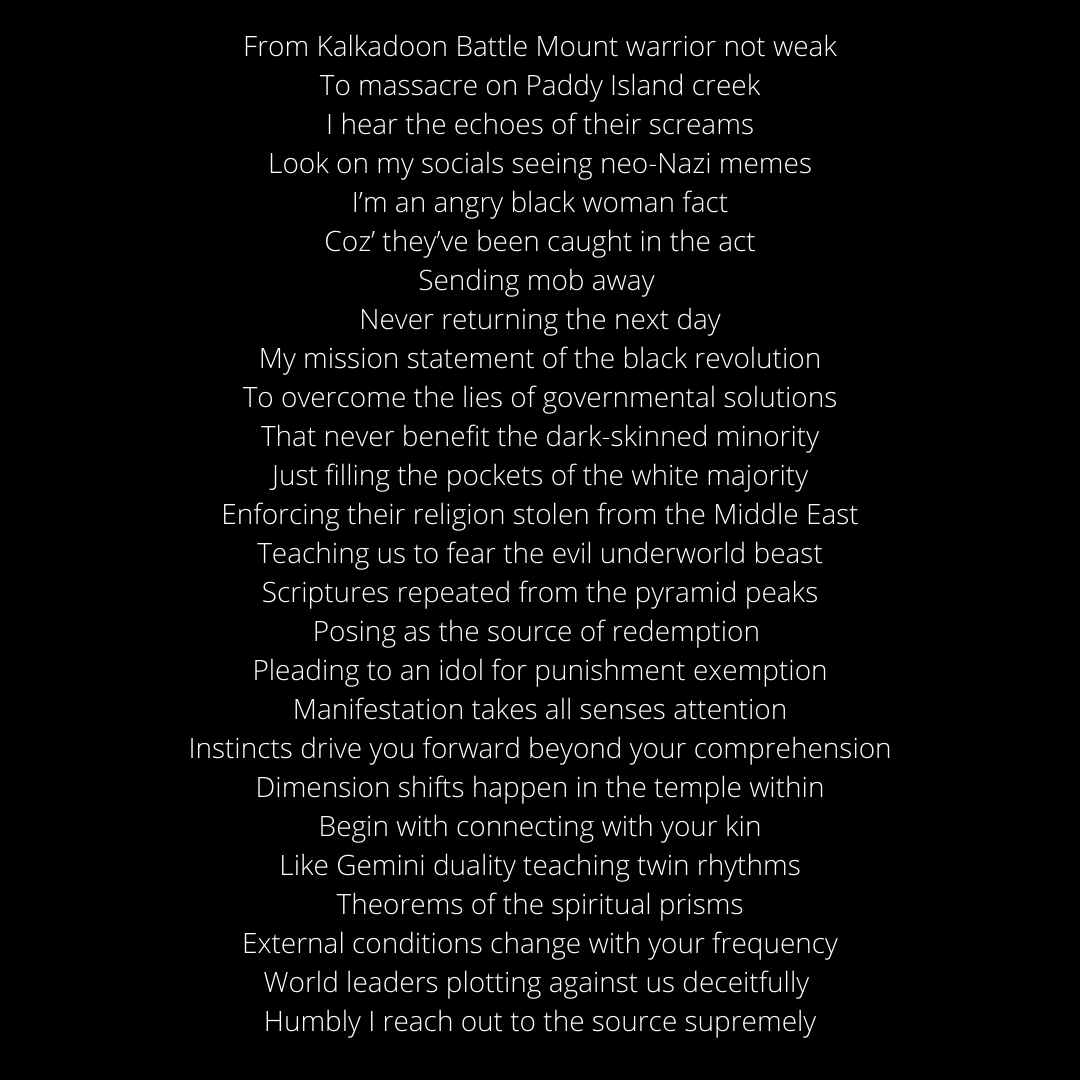 From Kalkadoon Battle Mount warrior not weak
To massacre on Paddy Island creek
I hear the echoes of their screams
Look on my socials seeing neo-Nazi memes
I’m an angry black woman fact
Coz’ they’ve been caught in the act
Sending mob away
Never returning the next day
My mission statement of the black revolution
To overcome the lies of governmental solutions
That never benefit the dark-skinned minority
Just filling the pockets of the white majority
Enforcing their religion stolen from the Middle East
Teaching us to fear the evil underworld beast
Scriptures repeated from the pyramid peaks
Posing as the source of redemption
Pleading to an idol for punishment exemption
Manifestation takes all senses attention
Instincts drive you forward beyond your comprehension
Dimension shifts happen in the temple within
Begin with connecting with your kin
Like Gemini duality teaching twin rhythms
Theorems of the spiritual prisms
External conditions change with your frequency
World leaders plotting against us deceitfully
Humbly I reach out to the source supremely